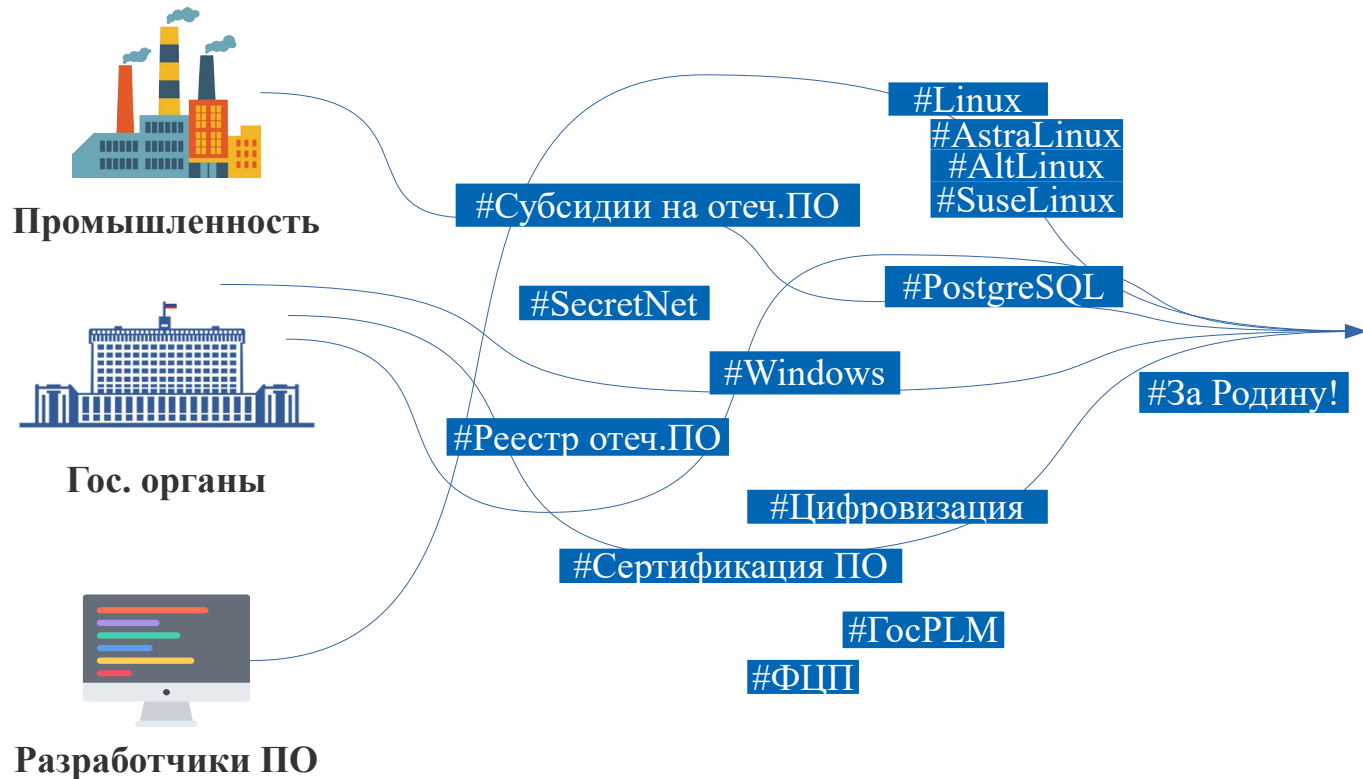 #Linux
#AstraLinux
#AltLinux
#SuseLinux
Промышленность
#Субсидии на отеч.ПО
#PostgreSQL
#SecretNet
#Windows
#За Родину!
#Реестр отеч.ПО
Гос. органы
#Цифровизация
#Сертификация ПО
#ГосPLM
#ФЦП
Разработчики ПО